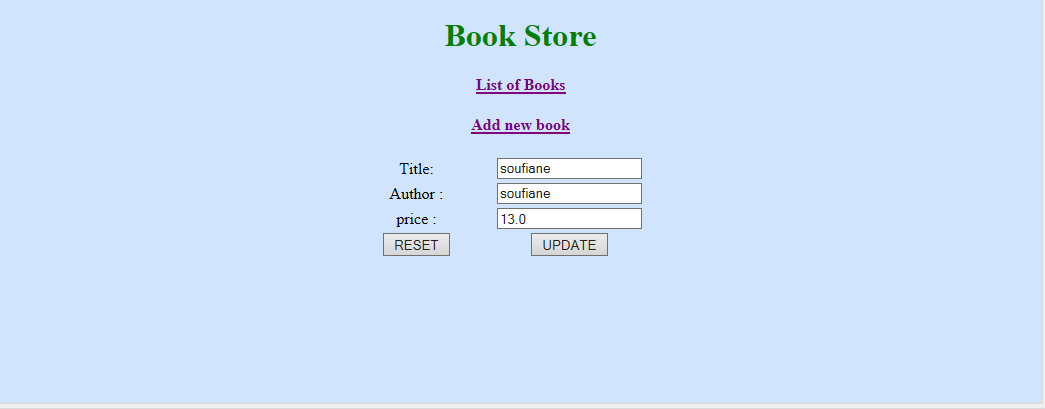 Book Store
List of Books
Add new book
Title: soufiane
Author : soufiane
price : 13.0
RESET UPDATE